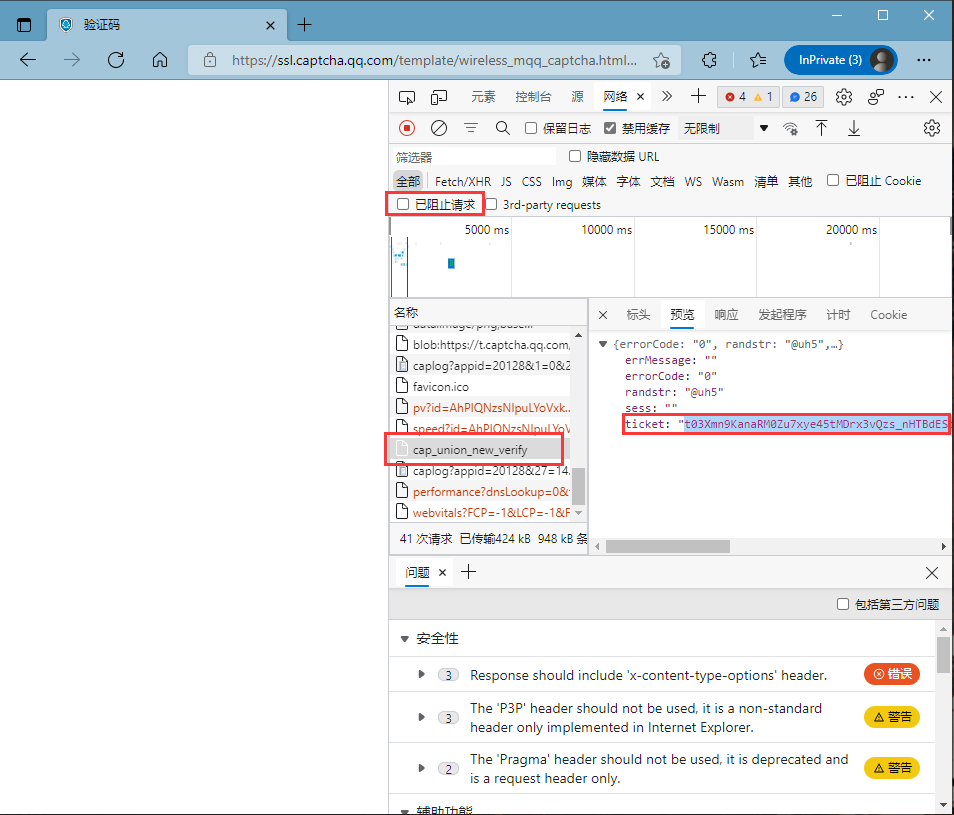 验证码
https://ssl.captcha.qq.com/template/wireless_mqq_captcha.html...
InPrivate (3)
元素 控制台 源 网络 4 1 26
保留日志 禁用缓存 无限制
筛选器 隐藏数据 URL
全部 Fetch/XHR JS CSS Img 媒体 字体 文档 WS Wasm 清单 其他 已阻止 Cookie
已阻止请求 3rd-party requests
5000 ms 10000 ms 15000 ms 20000 ms
名称
blob:https://t.captcha.qq.com,
caplog?appid=20128&1=0&2
favicon.ico
pv?id=AhPIQNzsNIpuLYoVxk...
speed?id=AhPIQNzsNIpuLYoV
cap_union_new_verify
caplog?appid=20128&27=14.
performance?dnsLookup=0&
webvitals?FCP=-1&LCP=-1&F
41 次请求 已传输424 kB 948 kB 条
标头 预览 响应 发起程序 计时 Cookie
{errorCode: "0", randstr: "@uh5",…}
errMessage: ""
errorCode: "0"
randstr: "@uh5"
sess: ""
ticket: "t03Xmn9KanaRM0Zu7xye45tMDrx3vQzs_nHTBdES
问题
包括第三方问题
安全性
3 Response should include 'x-content-type-options' header. 错误
3 The 'P3P' header should not be used, it is a non-standard
header only implemented in Internet Explorer. 警告
2 The 'Pragma' header should not be used, it is deprecated and
is a request header only. 警告
辅助功能